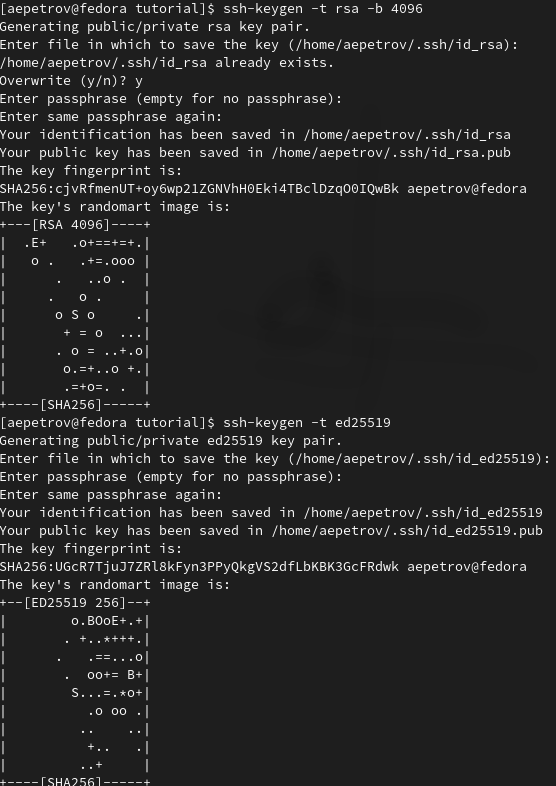 [aepetrov@fedora tutorial]$ ssh-keygen -t rsa -b 4096
Generating public/private rsa key pair.
Enter file in which to save the key (/home/aepetrov/.ssh/id_rsa):
/home/aepetrov/.ssh/id_rsa already exists.
Overwrite (y/n)? y
Enter passphrase (empty for no passphrase):
Enter same passphrase again:
Your identification has been saved in /home/aepetrov/.ssh/id_rsa
Your public key has been saved in /home/aepetrov/.ssh/id_rsa.pub
The key fingerprint is:
SHA256:cjvRfmenUT+oy6wp21ZGNVhH0Eki4TBclDzqO0IQwBk aepetrov@fedora
The key's randomart image is:
+---[RSA 4096]----+
|  .E+   .o+==+=+.|
|   o .   .+=.ooo |
|      .   ..o .  |
|     .   o .     |
|      o S o     .|
|       + = o  ...|
|      . o = ..+.o|
|       o.=+..o +.|
|       .=+o=. .  |
+----[SHA256]-----+
[aepetrov@fedora tutorial]$ ssh-keygen -t ed25519
Generating public/private ed25519 key pair.
Enter file in which to save the key (/home/aepetrov/.ssh/id_ed25519):
Enter passphrase (empty for no passphrase):
Enter same passphrase again:
Your identification has been saved in /home/aepetrov/.ssh/id_ed25519
Your public key has been saved in /home/aepetrov/.ssh/id_ed25519.pub
The key fingerprint is:
SHA256:UGcR7TjuJ7ZRl8kFyn3PPyQkgVS2dfLbKBK3GcFRdwk aepetrov@fedora
The key's randomart image is:
+--[ED25519 256]--+
|        o.BOoE+.+|
|       . +..*+++.|
|      .   .==...o|
|       .  oo+= B+|
|        S...=.*o+|
|          .o oo .|
|         ..    ..|
|          +..   .|
|         ..+     |
+----[SHA256]-----+